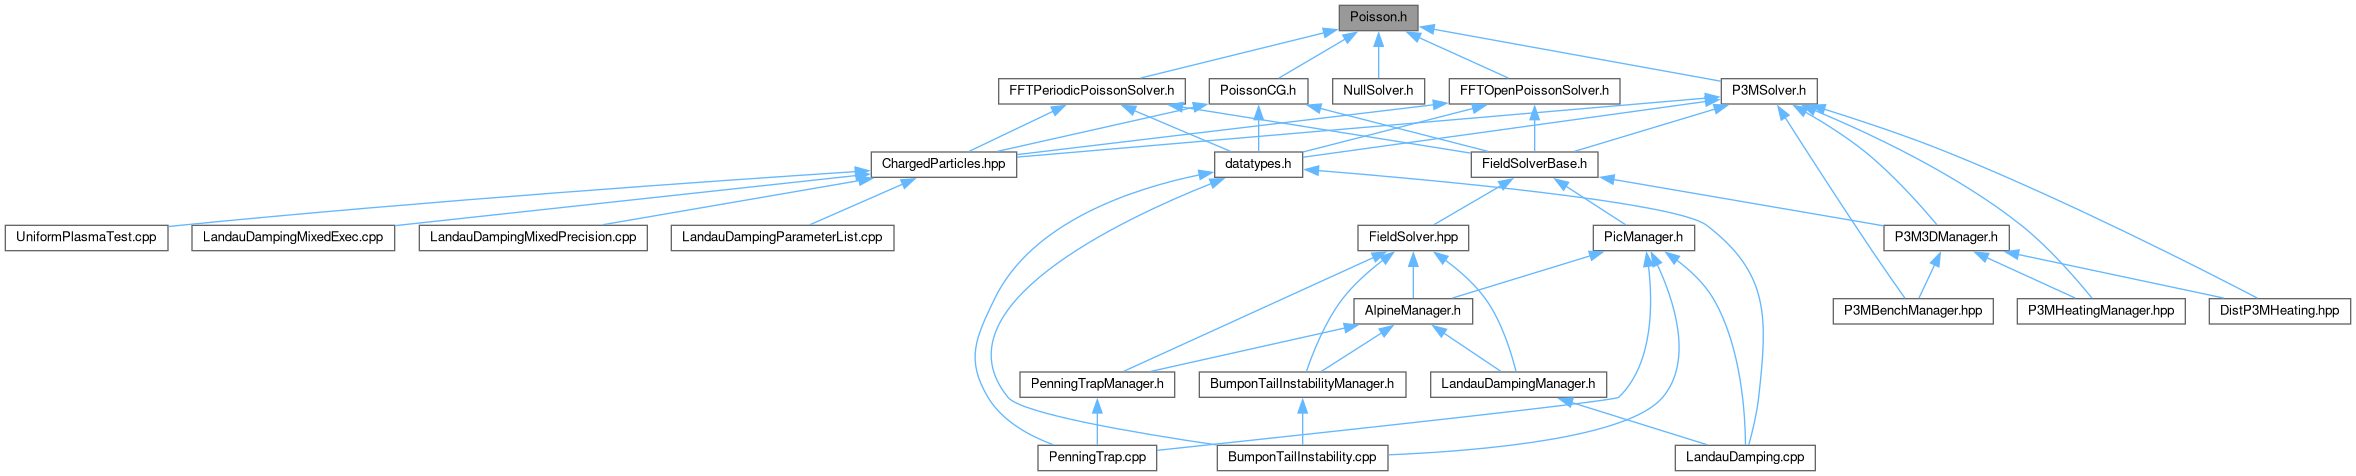 Poisson.h
FFTPeriodicPoissonSolver.h
PoissonCG.h
NullSolver.h
FFTOpenPoissonSolver.h
P3MSolver.h
ChargedParticles.hpp
datatypes.h
FieldSolverBase.h
UniformPlasmaTest.cpp
LandauDampingMixedExec.cpp
LandauDampingMixedPrecision.cpp
LandauDampingParameterList.cpp
FieldSolver.hpp
PicManager.h
P3M3DManager.h
AlpineManager.h
P3MBenchManager.hpp
P3MHeatingManager.hpp
DistP3MHeating.hpp
PenningTrapManager.h
BumponTailInstabilityManager.h
LandauDampingManager.h
PenningTrap.cpp
BumponTailInstability.cpp
LandauDamping.cpp